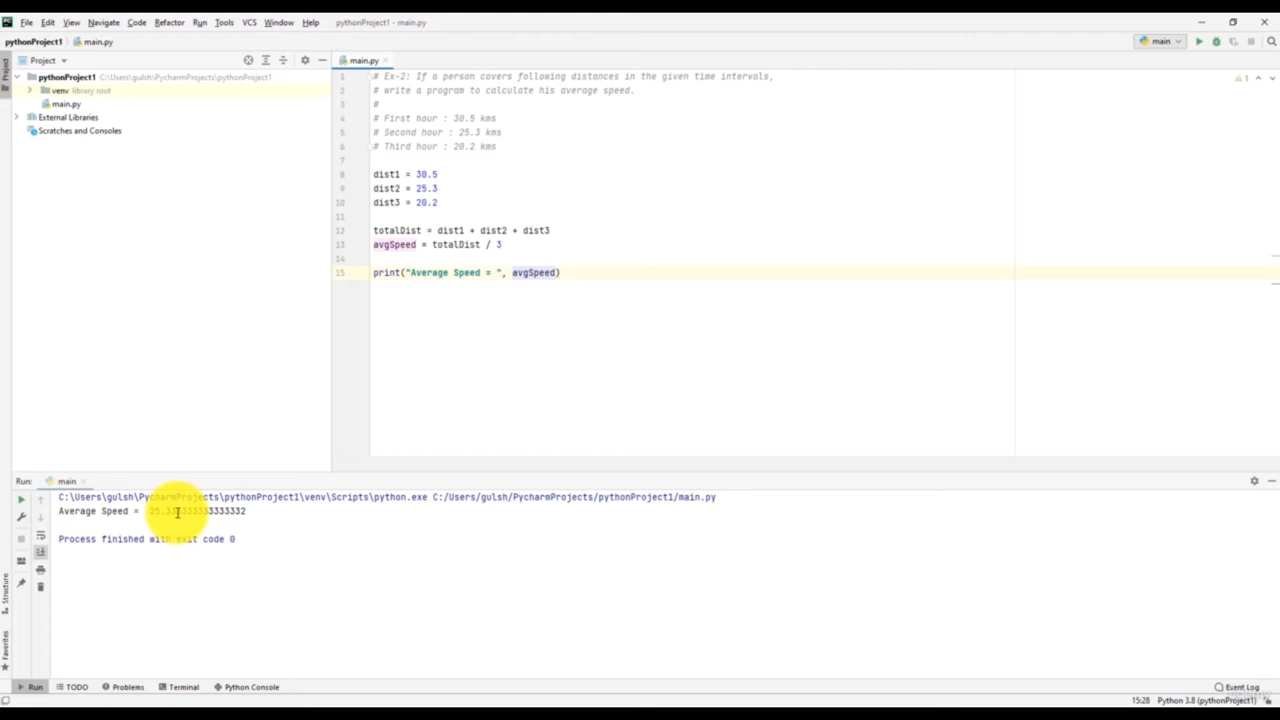 File Edit View Navigate Code Refactor Run Tools VCS Window Help pythonProject1 - main.py
pythonProject1 main.py main
Project main.py
pythonProject1 C:\Users\gulsh\PycharmProjects\pythonProject1
venv library root
main.py
External Libraries
Scratches and Consoles
1 # Ex-2: If a person covers following distances in the given time intervals, 1
2 # write a program to calculate his average speed.
3 #
4 # First hour : 30.5 kms
5 # Second hour : 25.3 kms
6 # Third hour : 20.2 kms
7
8 dist1 = 30.5
9 dist2 = 25.3
10 dist3 = 20.2
11
12 totalDist = dist1 + dist2 + dist3
13 avgSpeed = totalDist / 3
14
15 print("Average Speed = ", avgSpeed)
Project
Structure
Favorites
Run: main
C:\Users\gulsh\PycharmProjects\pythonProject1\venv\Scripts\python.exe C:/Users/gulsh/PycharmProjects/pythonProject1/main.py
Average Speed =  25.333333333333332
Process finished with exit code 0
Run TODO Problems Terminal Python Console Event Log
15:28 Python 3.8 (pythonProject1)